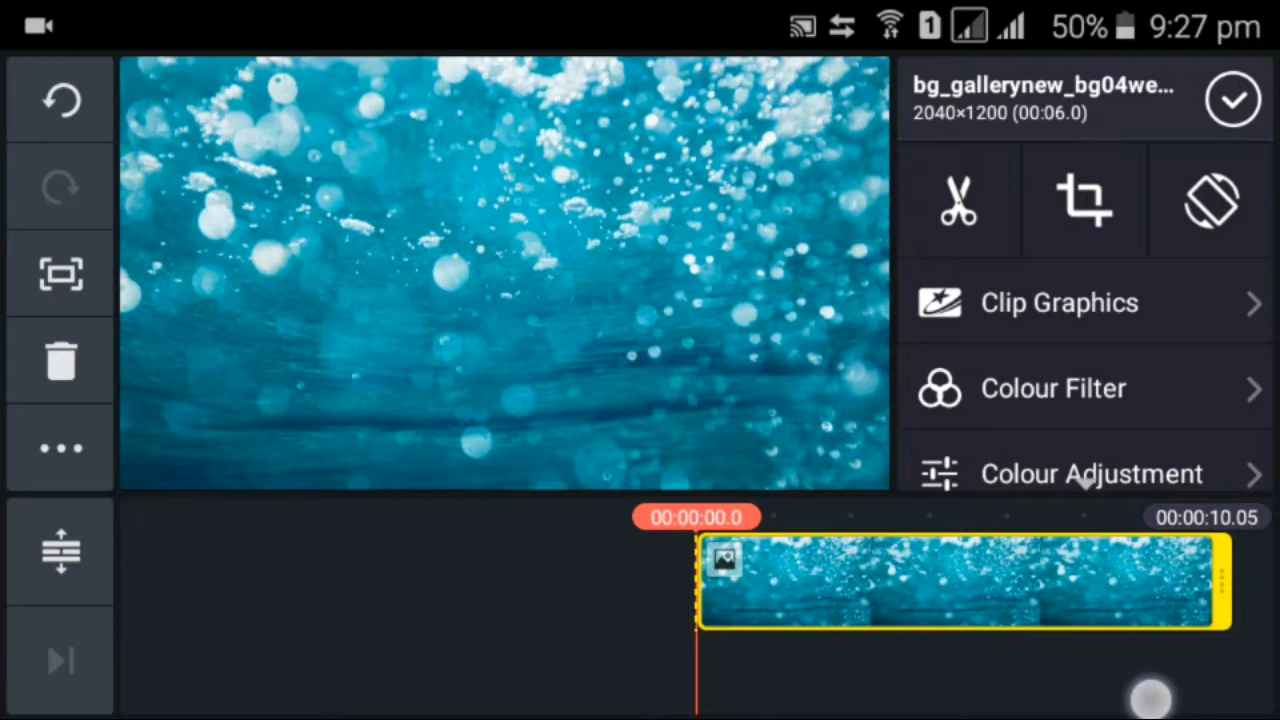 1 50% 9:27 pm
bg_gallerynew_bg04we...
2040×1200 (00:06.0)
Clip Graphics
Colour Filter
Colour Adjustment
00:00:00.0 00:00:10.05